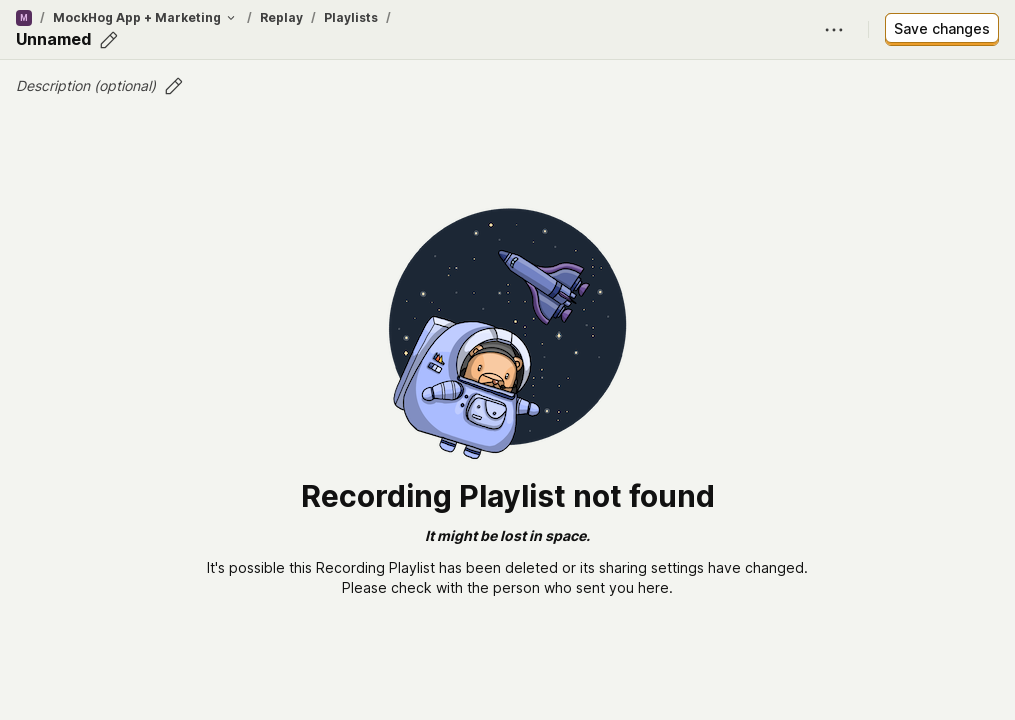 M / MockHog App + Marketing / Replay / Playlists /
Unnamed
Save changes
Description (optional)
Recording Playlist not found
It might be lost in space.
It's possible this Recording Playlist has been deleted or its sharing settings have changed.
Please check with the person who sent you here.